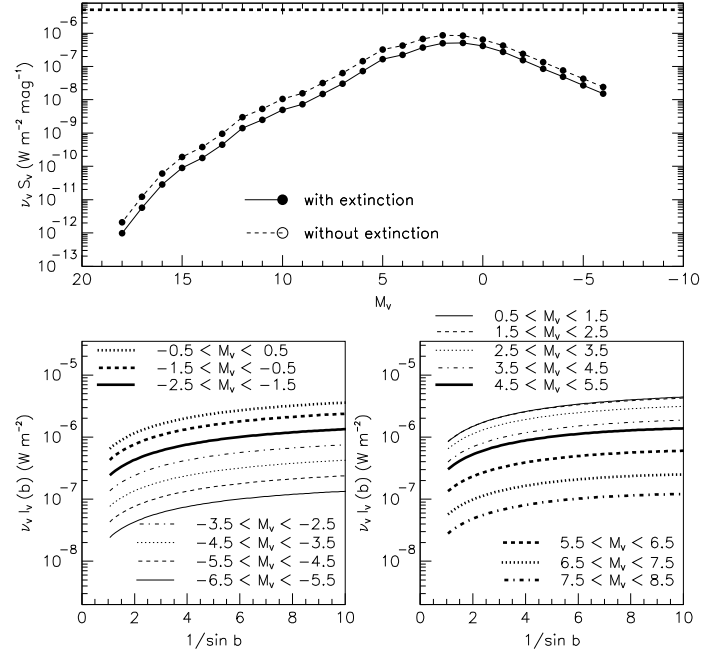 10⁻⁶
10⁻⁷
10⁻⁸
10⁻⁹
10⁻¹⁰
10⁻¹¹
10⁻¹²
10⁻¹³
ν_v S_v (W m⁻² mag⁻¹)
with extinction
without extinction
20 15 10 5 0 −5 −10
M_v
−0.5 < M_v < 0.5
−1.5 < M_v < −0.5
−2.5 < M_v < −1.5
10⁻⁵
10⁻⁶
10⁻⁷
10⁻⁸
ν_v I_v (b) (W m⁻²)
−3.5 < M_v < −2.5
−4.5 < M_v < −3.5
−5.5 < M_v < −4.5
−6.5 < M_v < −5.5
0 2 4 6 8 10
1/sin b
0.5 < M_v < 1.5
1.5 < M_v < 2.5
2.5 < M_v < 3.5
3.5 < M_v < 4.5
4.5 < M_v < 5.5
10⁻⁵
10⁻⁶
10⁻⁷
10⁻⁸
ν_v I_v (b) (W m⁻²)
5.5 < M_v < 6.5
6.5 < M_v < 7.5
7.5 < M_v < 8.5
0 2 4 6 8 10
1/sin b